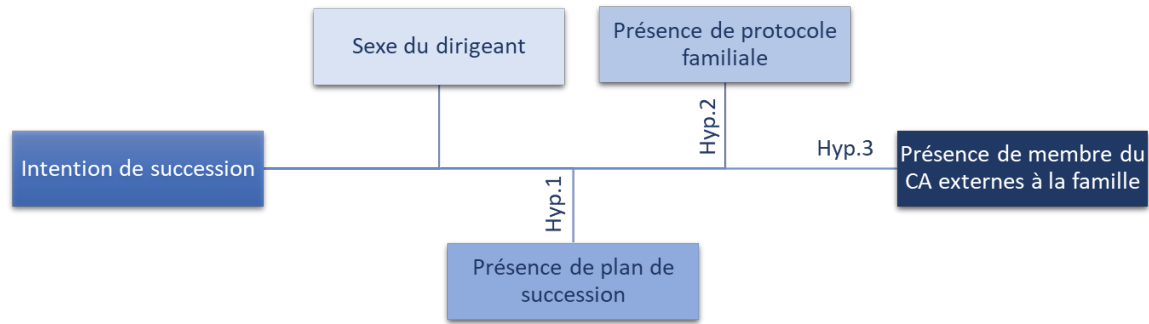 Sexe du dirigeant
Présence de protocole
familiale
Hyp.2
Intention de succession
Hyp.3
Présence de membre du
CA externes à la famille
Hyp.1
Présence de plan de
succession